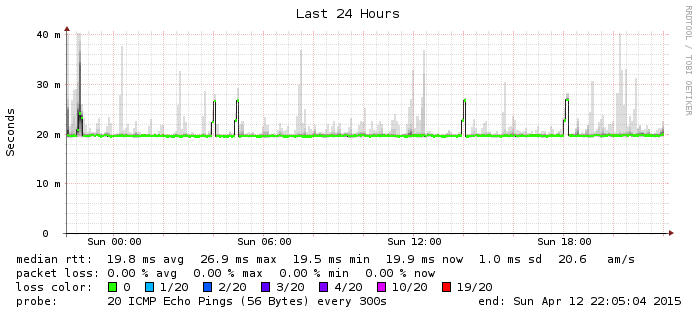 Last 24 Hours
RRDTOOL / TOBI OETIKER
Seconds
40 m
30 m
20 m
10 m
0
Sun 00:00 Sun 06:00 Sun 12:00 Sun 18:00
median rtt: 19.8 ms avg 26.9 ms max 19.5 ms min 19.9 ms now 1.0 ms sd 20.6 am/s
packet loss: 0.00 % avg 0.00 % max 0.00 % min 0.00 % now
loss color: 0 1/20 2/20 3/20 4/20 10/20 19/20
probe: 20 ICMP Echo Pings (56 Bytes) every 300s end: Sun Apr 12 22:05:04 2015